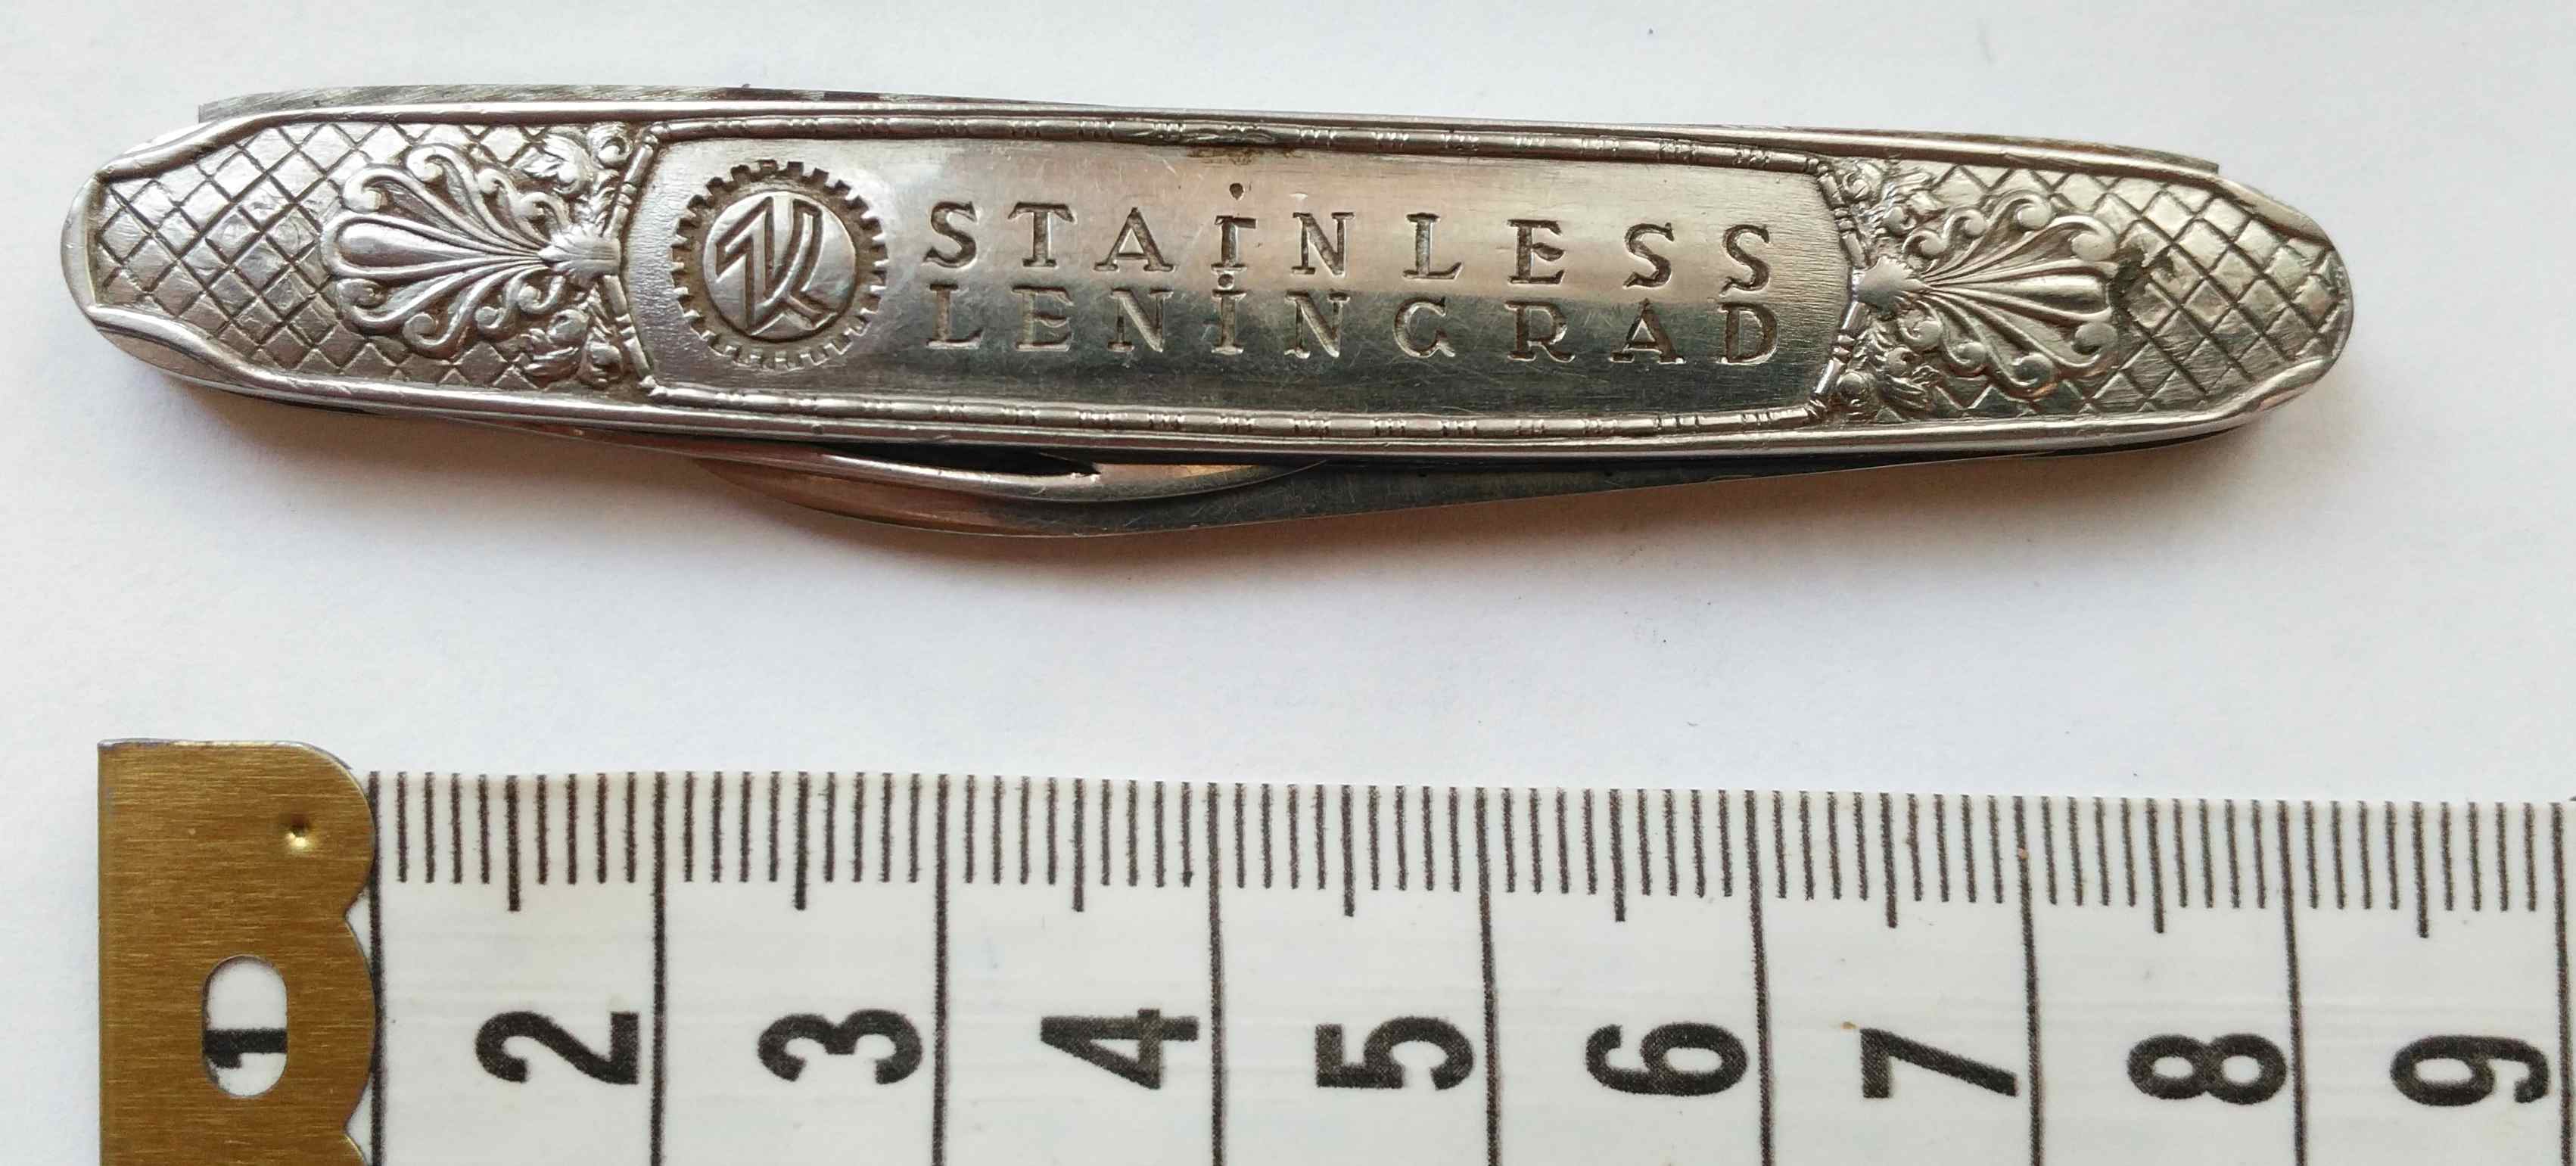 STAiNLESS
LENiNGRAD
1 2 3 4 5 6 7 8 9